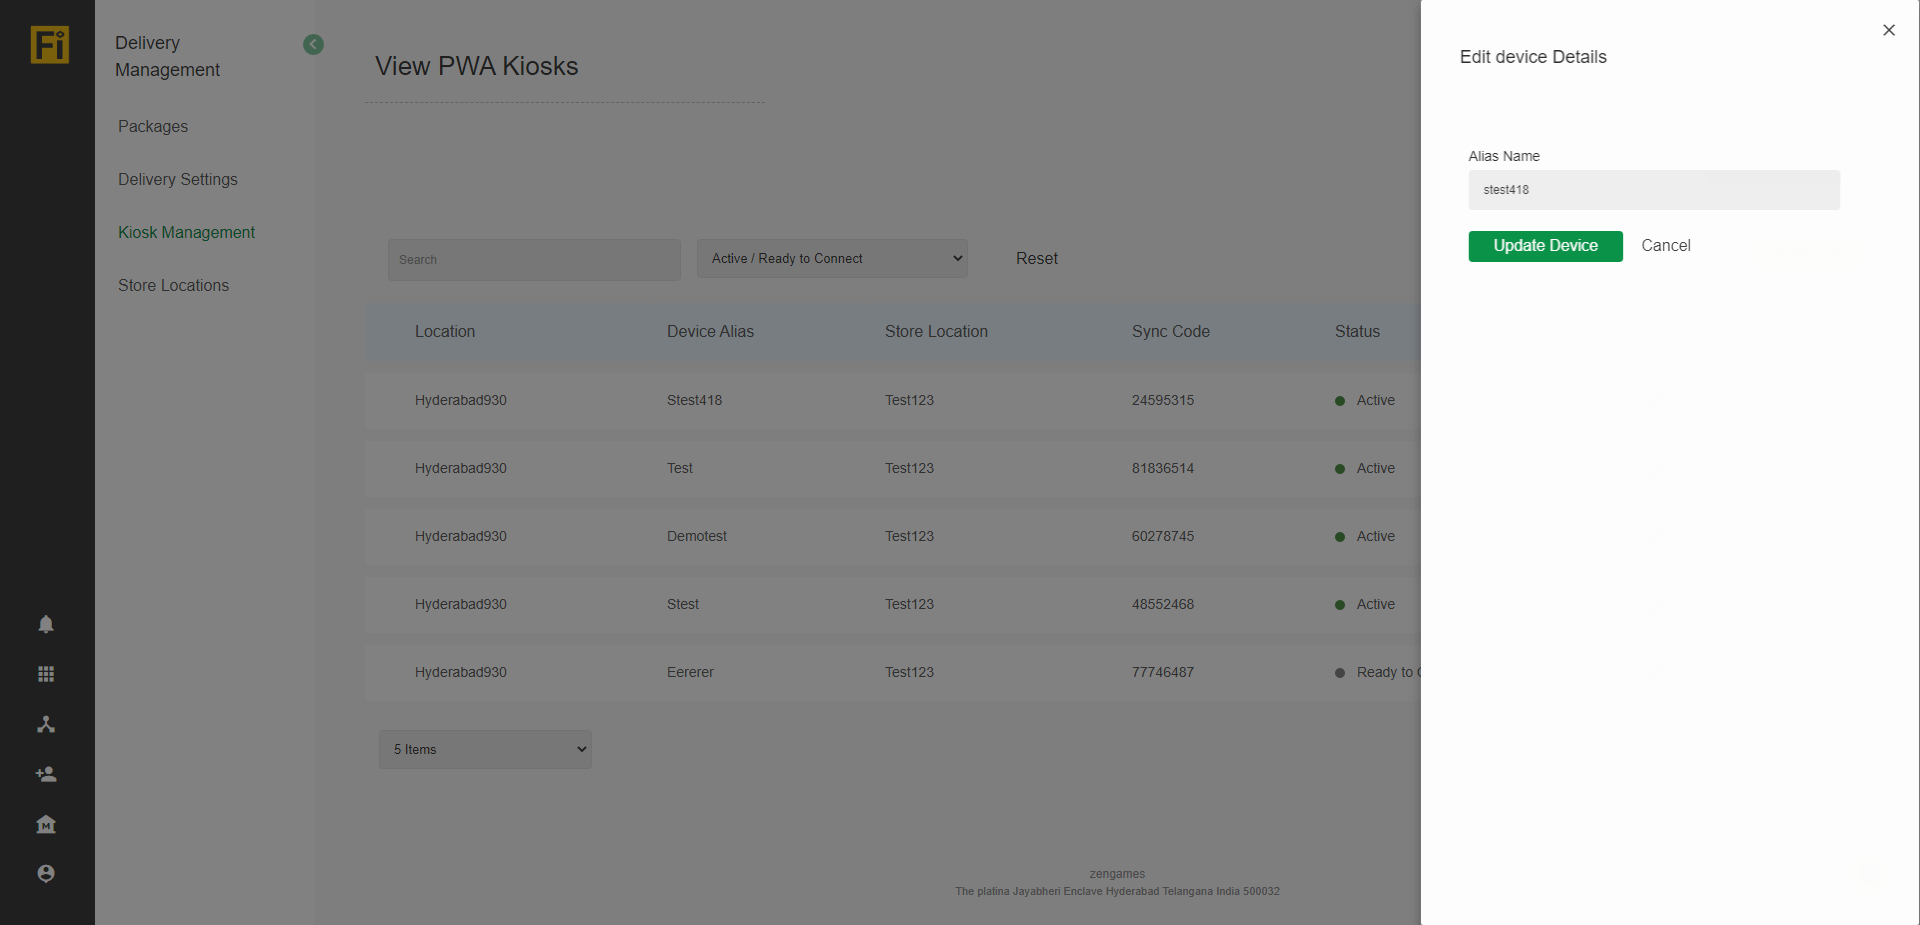 Fi
Delivery
Management
Packages
Delivery Settings
Kiosk Management
Store Locations
View PWA Kiosks
Search
Active / Ready to Connect
Reset
Location Device Alias Store Location Sync Code Status
Hyderabad930 Stest418 Test123 24595315 Active
Hyderabad930 Test Test123 81836514 Active
Hyderabad930 Demotest Test123 60278745 Active
Hyderabad930 Stest Test123 48552468 Active
Hyderabad930 Eererer Test123 77746487 Ready to
5 Items
zengames
The platina Jayabheri Enclave Hyderabad Telangana India 500032
Edit device Details
Alias Name
stest418
Update Device Cancel